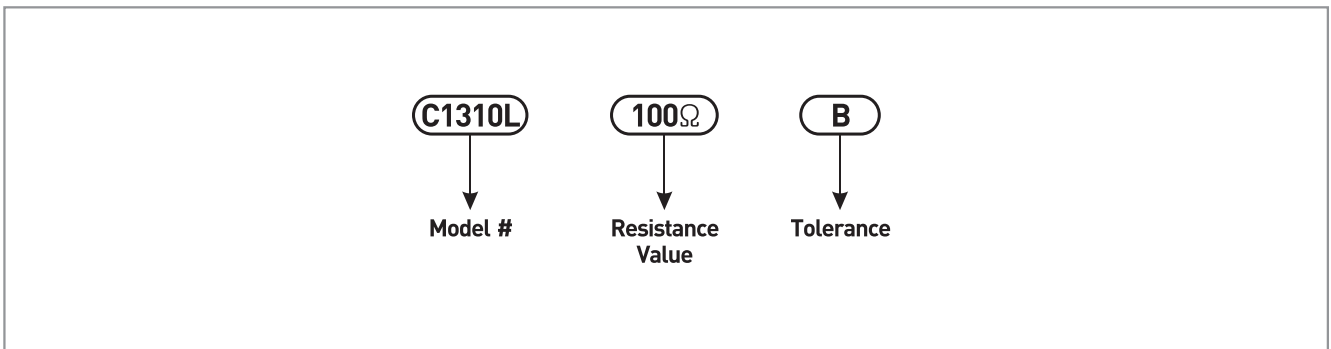 C1310L 100Ω B
Model # Resistance Value Tolerance